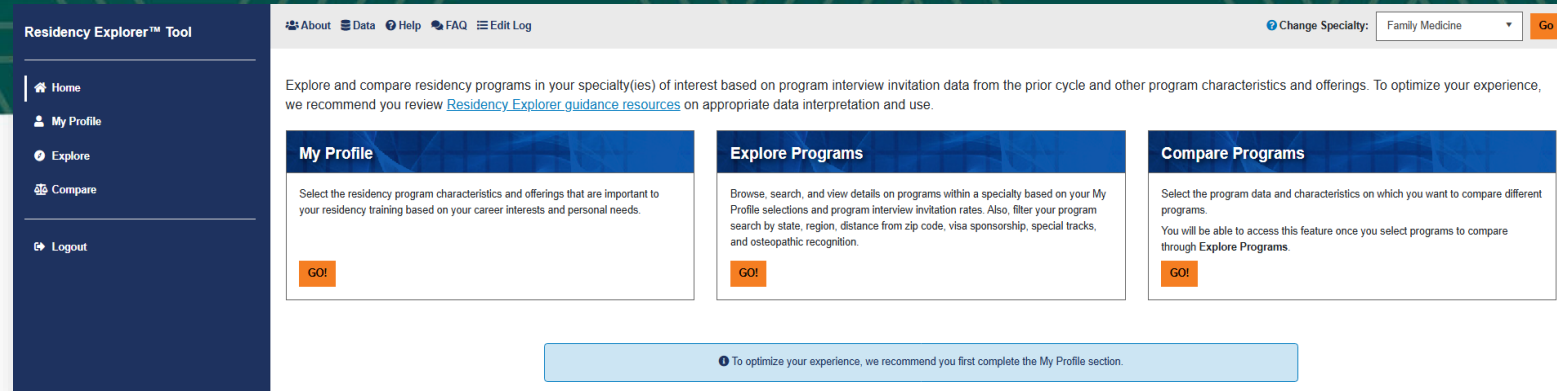 Residency Explorer™ Tool
Home
My Profile
Explore
Compare
Logout
About Data Help FAQ Edit Log
Change Specialty: Family Medicine Go
Explore and compare residency programs in your specialty(ies) of interest based on program interview invitation data from the prior cycle and other program characteristics and offerings. To optimize your experience,
we recommend you review Residency Explorer guidance resources on appropriate data interpretation and use.
My Profile
Select the residency program characteristics and offerings that are important to
your residency training based on your career interests and personal needs.
GO!
Explore Programs
Browse, search, and view details on programs within a specialty based on your My
Profile selections and program interview invitation rates. Also, filter your program
search by state, region, distance from zip code, visa sponsorship, special tracks,
and osteopathic recognition.
GO!
Compare Programs
Select the program data and characteristics on which you want to compare different
programs.
You will be able to access this feature once you select programs to compare
through Explore Programs.
GO!
To optimize your experience, we recommend you first complete the My Profile section.